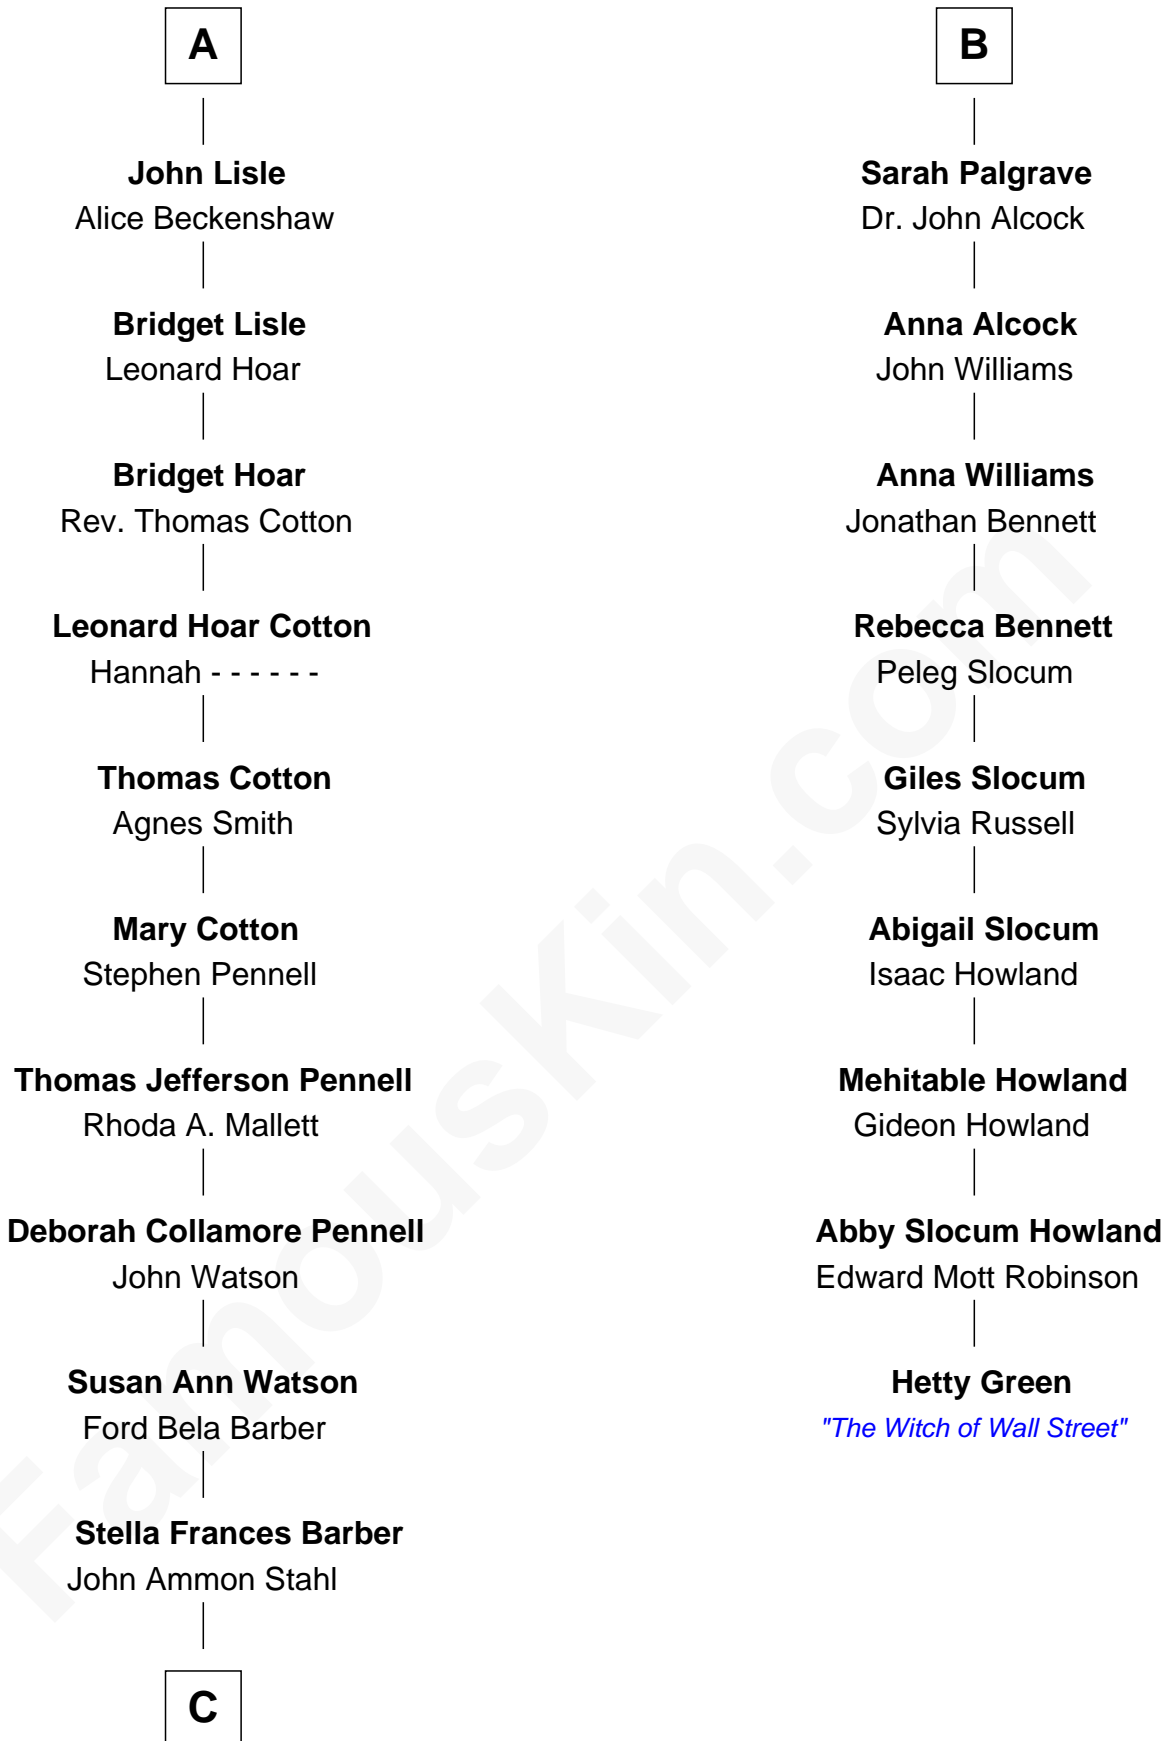 A
John Lisle
Alice Beckenshaw
Bridget Lisle
Leonard Hoar
Bridget Hoar
Rev. Thomas Cotton
Leonard Hoar Cotton
Hannah - - - - - -
Thomas Cotton
Agnes Smith
Mary Cotton
Stephen Pennell
Thomas Jefferson Pennell
Rhoda A. Mallett
Deborah Collamore Pennell
John Watson
Susan Ann Watson
Ford Bela Barber
Stella Frances Barber
John Ammon Stahl
C
B
Sarah Palgrave
Dr. John Alcock
Anna Alcock
John Williams
Anna Williams
Jonathan Bennett
Rebecca Bennett
Peleg Slocum
Giles Slocum
Sylvia Russell
Abigail Slocum
Isaac Howland
Mehitable Howland
Gideon Howland
Abby Slocum Howland
Edward Mott Robinson
Hetty Green
"The Witch of Wall Street"
FamousKin.com